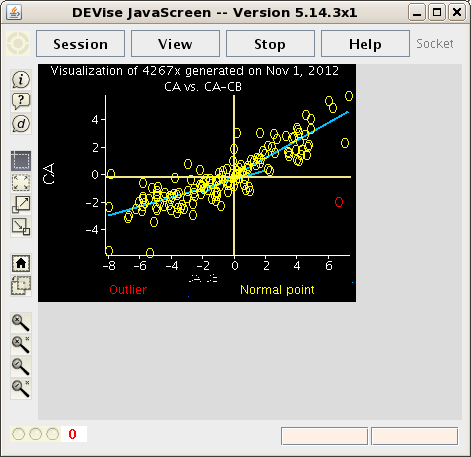 DEVise JavaScreen -- Version 5.14.3x1
Session View Stop Help Socket
Visualization of 4267x generated on Nov 1, 2012
CA vs. CA-CB
CA
4
2
0
-2
-4
-8 -6 -4 -2 0 2 4 6
Outlier Normal point
i
?
d
0